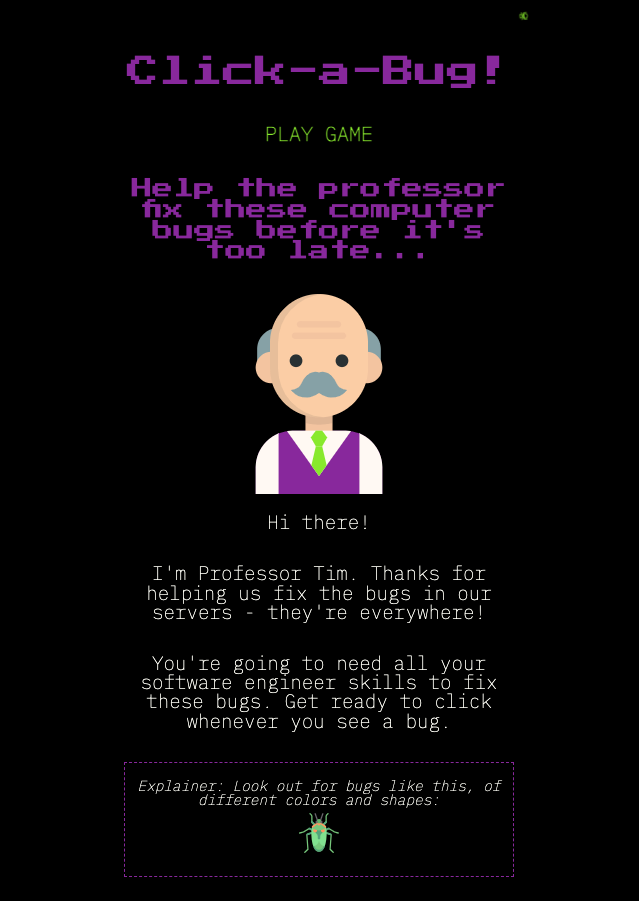 Click-a-Bug!
PLAY GAME
Help the professor
fix these computer
bugs before it's
too late...
Hi there!
I'm Professor Tim. Thanks for
helping us fix the bugs in our
servers - they're everywhere!
You're going to need all your
software engineer skills to fix
these bugs. Get ready to click
whenever you see a bug.
Explainer: Look out for bugs like this, of
different colors and shapes: